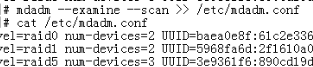 # mdadm --examine --scan >> /etc/mdadm.conf
# cat /etc/mdadm.conf
vel=raid0 num-devices=2 UUID=baea0e8f:61c2e336
vel=raid1 num-devices=2 UUID=5968fa6d:2f1610a0
vel=raid5 num-devices=3 UUID=3e9361f6:890cd19d